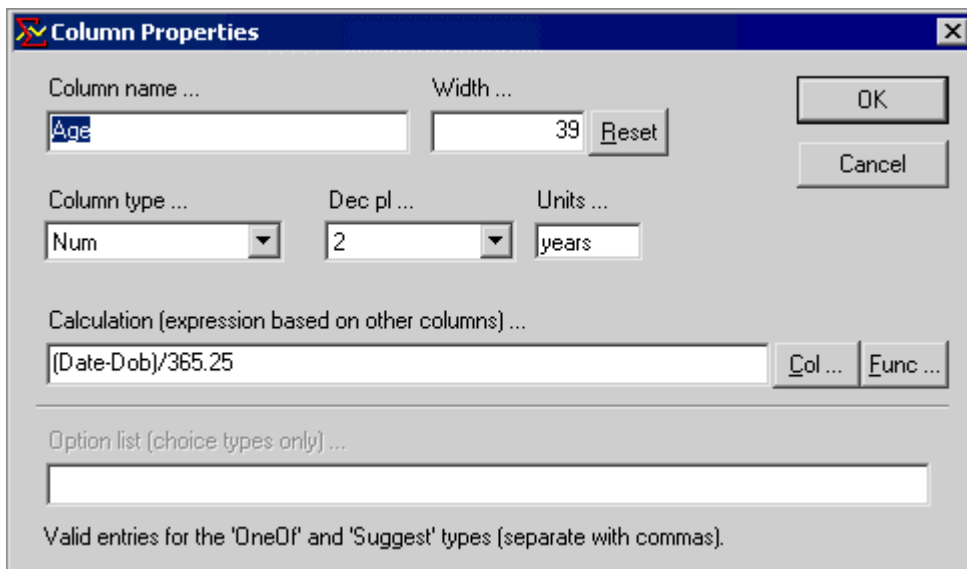 Column Properties
Column name ... Width ...
Age 39 Reset OK
Cancel
Column type ... Dec pl ... Units ...
Num 2 years
Calculation (expression based on other columns) ...
(Date-Dob)/365.25 Col ... Func ...
Option list (choice types only) ...
Valid entries for the 'OneOf' and 'Suggest' types (separate with commas).